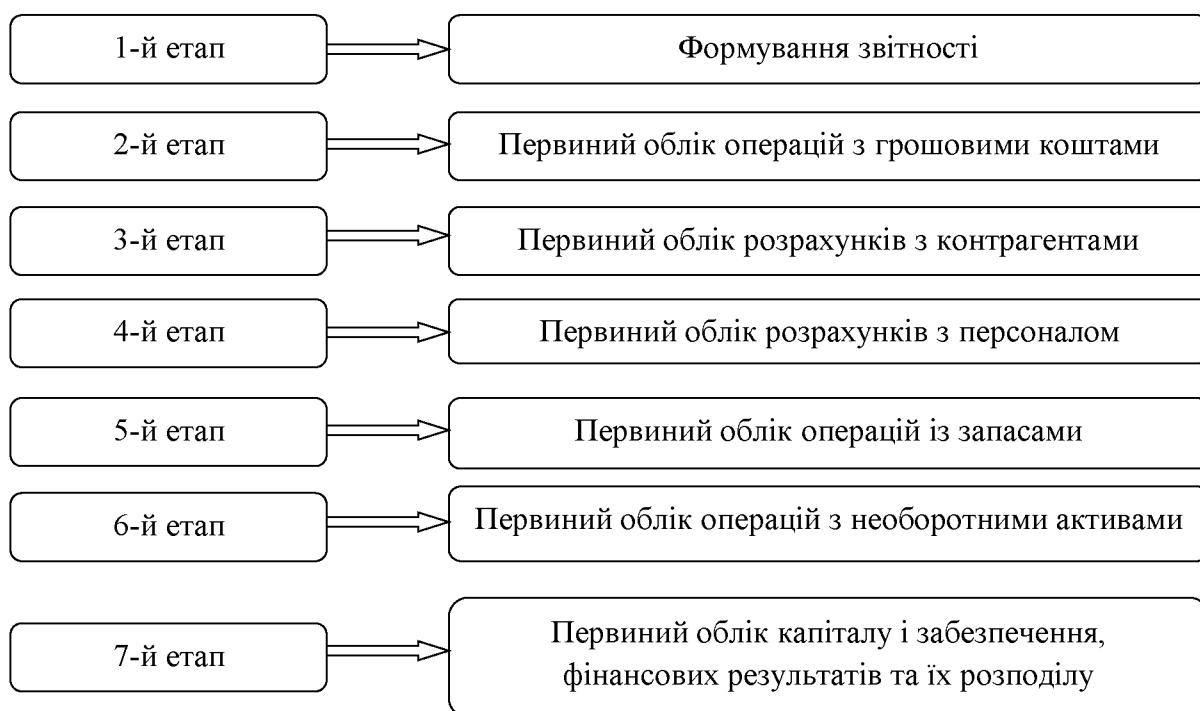 1-й етап
Формування звітності
2-й етап
Первиний облік операцій з грошовими коштами
3-й етап
Первиний облік розрахунків з контрагентами
4-й етап
Первиний облік розрахунків з персоналом
5-й етап
Первиний облік операцій із запасами
6-й етап
Первиний облік операцій з необоротними активами
7-й етап
Первиний облік капіталу і забезпечення,
фінансових результатів та їх розподілу